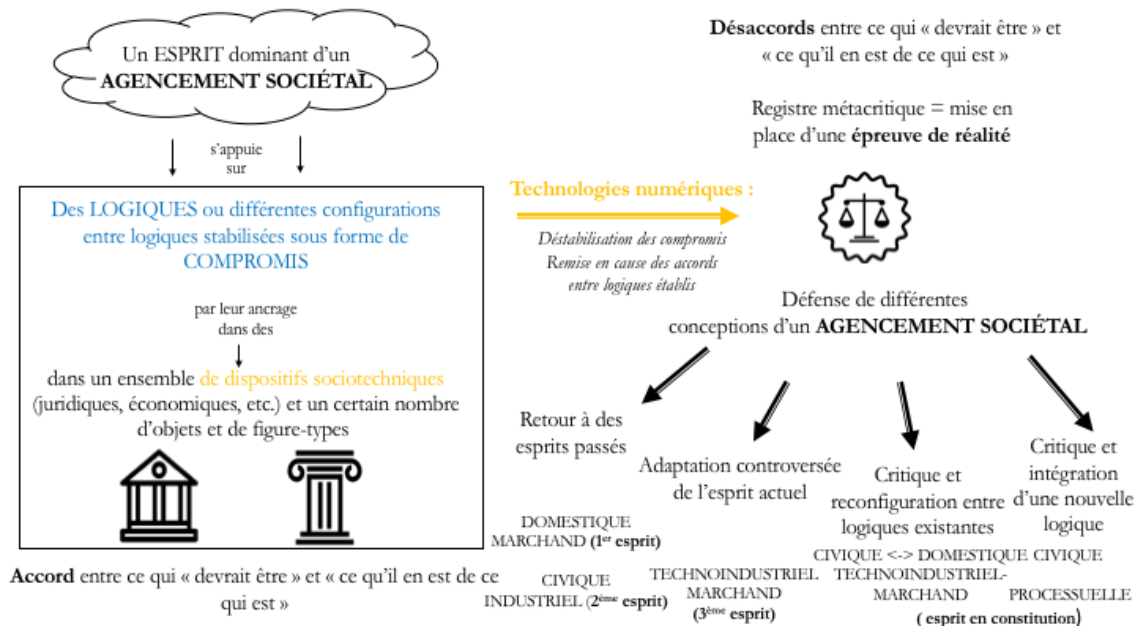 Un ESPRIT dominant d'un
AGENCEMENT SOCIÉTAL
s'appuie
sur
Des LOGIQUES ou différentes configurations
entre logiques stabilisées sous forme de
COMPROMIS
par leur ancrage
dans des
dans un ensemble de dispositifs sociotechniques
(juridiques, économiques, etc.) et un certain nombre
d'objets et de figure-types
Accord entre ce qui « devrait être » et « ce qu'il en est de ce
qui est »
Technologies numériques :
Déstabilisation des compromis
Remise en cause des accords
entre logiques établis
Désaccords entre ce qui « devrait être » et
« ce qu'il en est de ce qui est »
Registre métacritique = mise en
place d'une épreuve de réalité
Défense de différentes
conceptions d'un AGENCEMENT SOCIÉTAL
Retour à des
esprits passés
DOMESTIQUE
MARCHAND (1er esprit)
CIVIQUE
INDUSTRIEL (2ème esprit)
Adaptation controversée
de l'esprit actuel
TECHNOINDUSTRIEL
MARCHAND
(3ème esprit)
Critique et
reconfiguration entre
logiques existantes
Critique et
intégration
d'une nouvelle
logique
CIVIQUE <-> DOMESTIQUE CIVIQUE
TECHNOINDUSTRIEL-
MARCHAND PROCESSUELLE
( esprit en constitution)